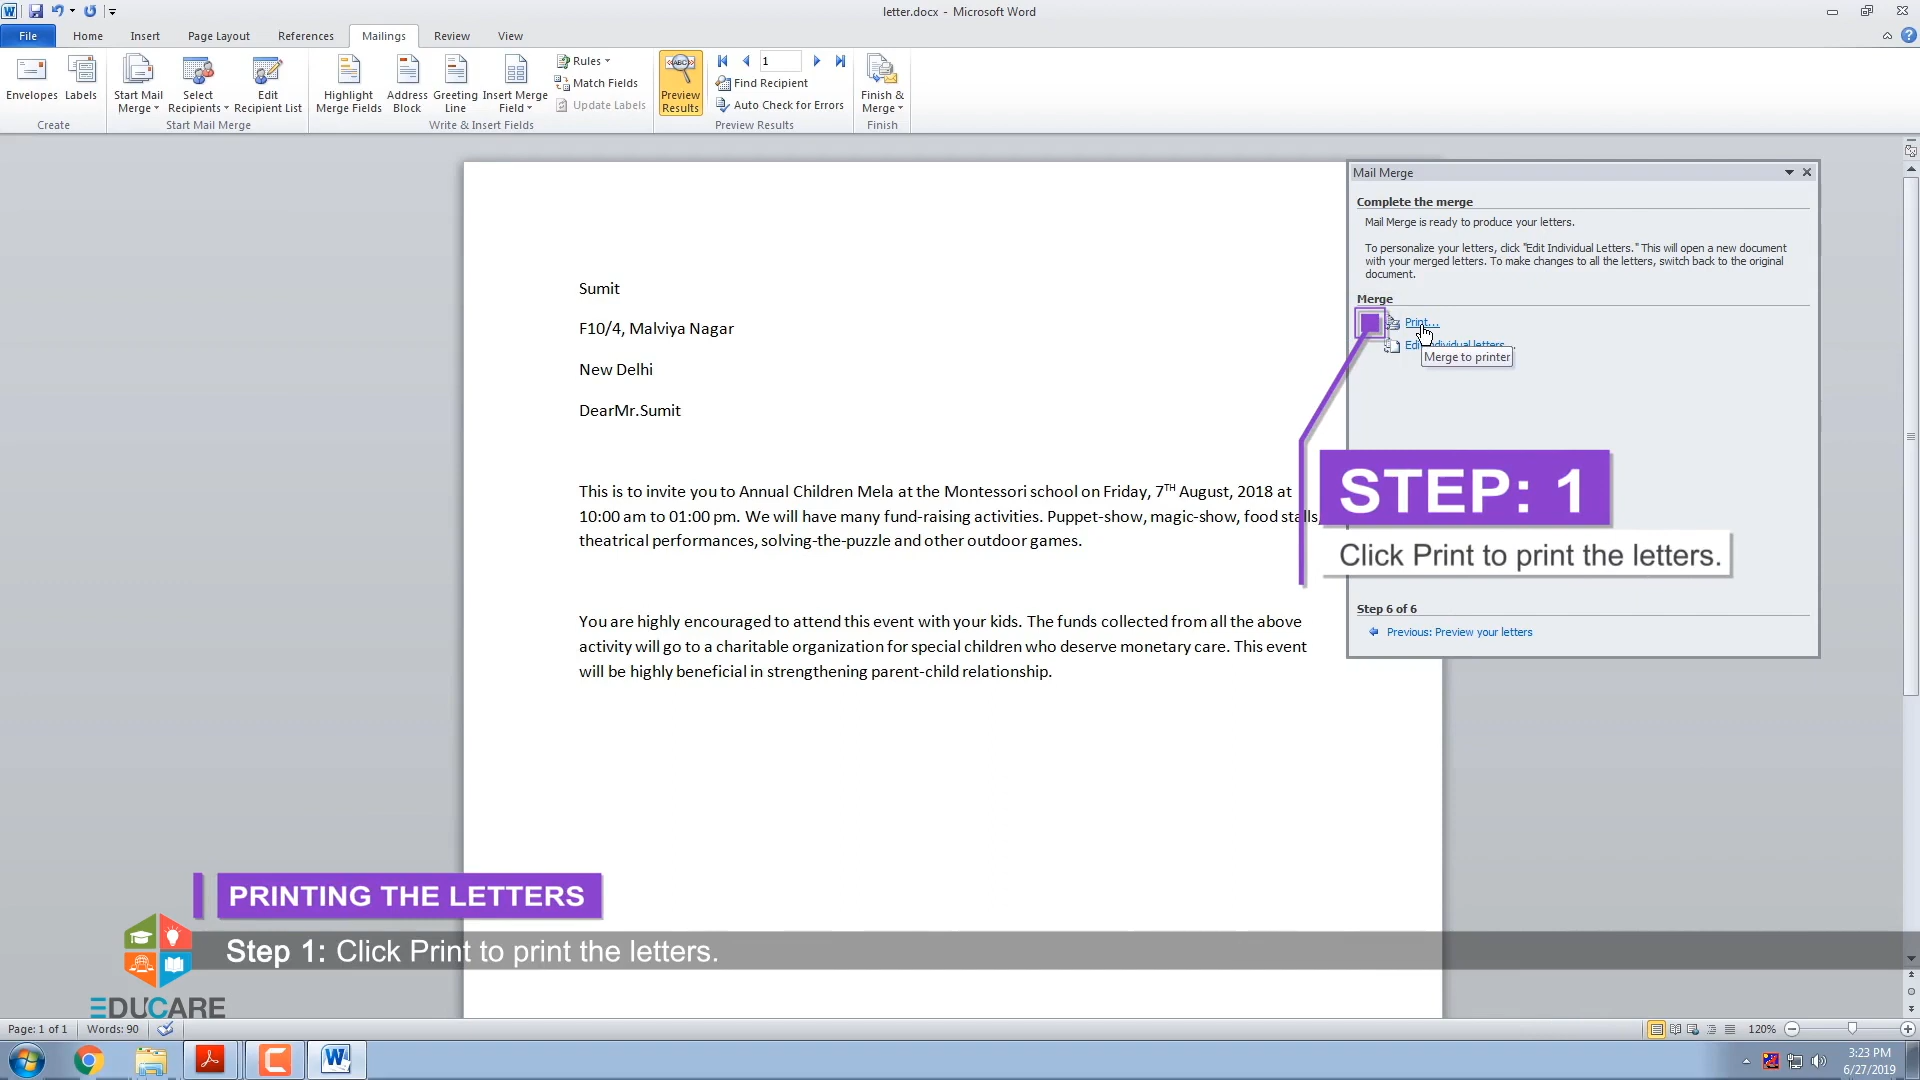 letter.docx - Microsoft Word
File Home Insert Page Layout References Mailings Review View
Envelopes Labels
Create
Start Mail Merge
Select Recipients
Edit Recipient List
Start Mail Merge
Highlight Merge Fields
Address Block
Greeting Line
Insert Merge Field
Rules
Match Fields
Update Labels
Write & Insert Fields
ABC
Preview Results
1
Find Recipient
Auto Check for Errors
Preview Results
Finish & Merge
Finish
Sumit
F10/4, Malviya Nagar
New Delhi
DearMr.Sumit
This is to invite you to Annual Children Mela at the Montessori school on Friday, 7TH August, 2018 at
10:00 am to 01:00 pm. We will have many fund-raising activities. Puppet-show, magic-show, food stalls,
theatrical performances, solving-the-puzzle and other outdoor games.
You are highly encouraged to attend this event with your kids. The funds collected from all the above
activity will go to a charitable organization for special children who deserve monetary care. This event
will be highly beneficial in strengthening parent-child relationship.
Mail Merge
Complete the merge
Mail Merge is ready to produce your letters.
To personalize your letters, click "Edit Individual Letters." This will open a new document
with your merged letters. To make changes to all the letters, switch back to the original
document.
Merge
Print...
Edit individual letters...
Merge to printer
STEP: 1
Click Print to print the letters.
Step 6 of 6
Previous: Preview your letters
PRINTING THE LETTERS
Step 1: Click Print to print the letters.
EDUCARE
Page: 1 of 1 Words: 90
120%
3:23 PM
6/27/2019